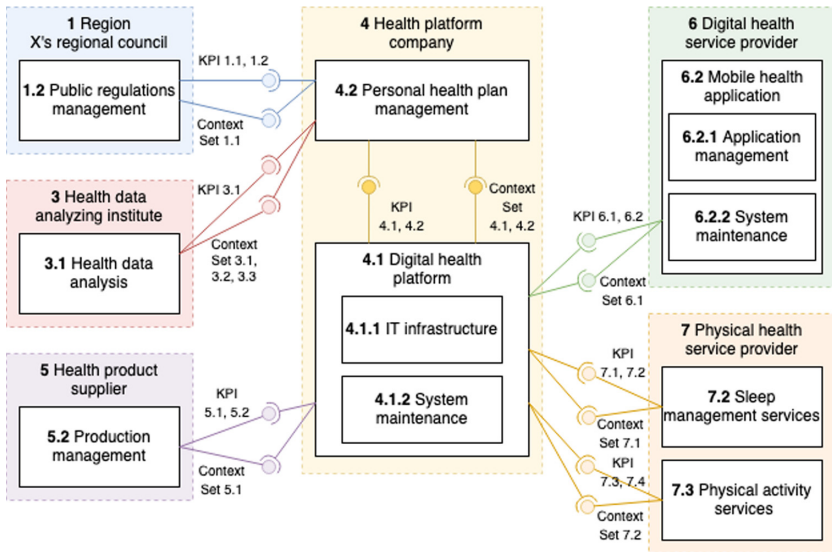 1 Region
X's regional council
1.2 Public regulations
management
KPI 1.1, 1.2
Context
Set 1.1
3 Health data
analyzing institute
3.1 Health data
analysis
KPI 3.1
Context
Set 3.1,
3.2, 3.3
5 Health product
supplier
5.2 Production
management
KPI
5.1, 5.2
Context
Set 5.1
4 Health platform
company
4.2 Personal health plan
management
KPI
4.1, 4.2
Context
Set
4.1, 4.2
4.1 Digital health
platform
4.1.1 IT infrastructure
4.1.2 System
maintenance
6 Digital health
service provider
6.2 Mobile health
application
6.2.1 Application
management
6.2.2 System
maintenance
KPI 6.1, 6.2
Context
Set 6.1
7 Physical health
service provider
7.2 Sleep
management services
KPI
7.1, 7.2
Context
Set 7.1
7.3 Physical activity
services
KPI
7.3, 7.4
Context
Set 7.2